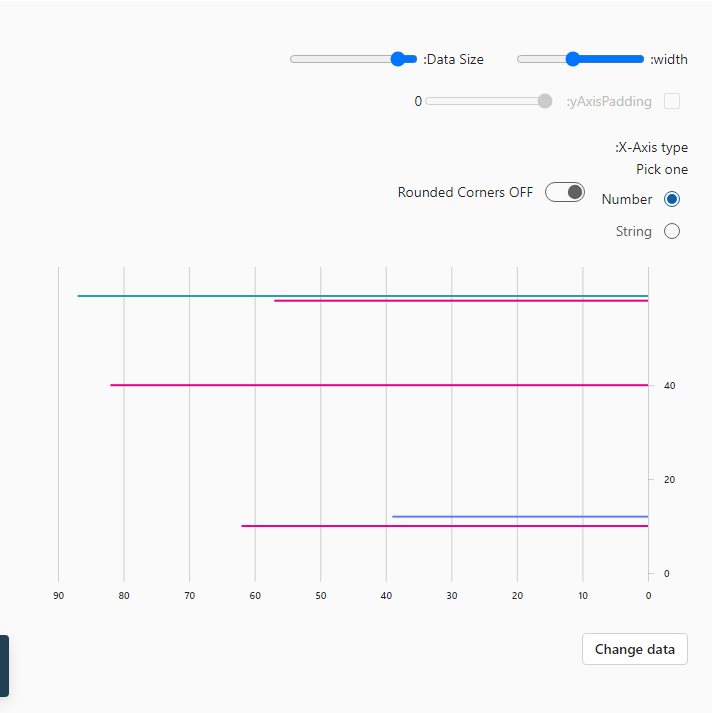 :width
:Data Size
:yAxisPadding
0
:X-Axis type
Pick one
Number
Rounded Corners OFF
String
40
20
0
90 80 70 60 50 40 30 20 10 0
Change data